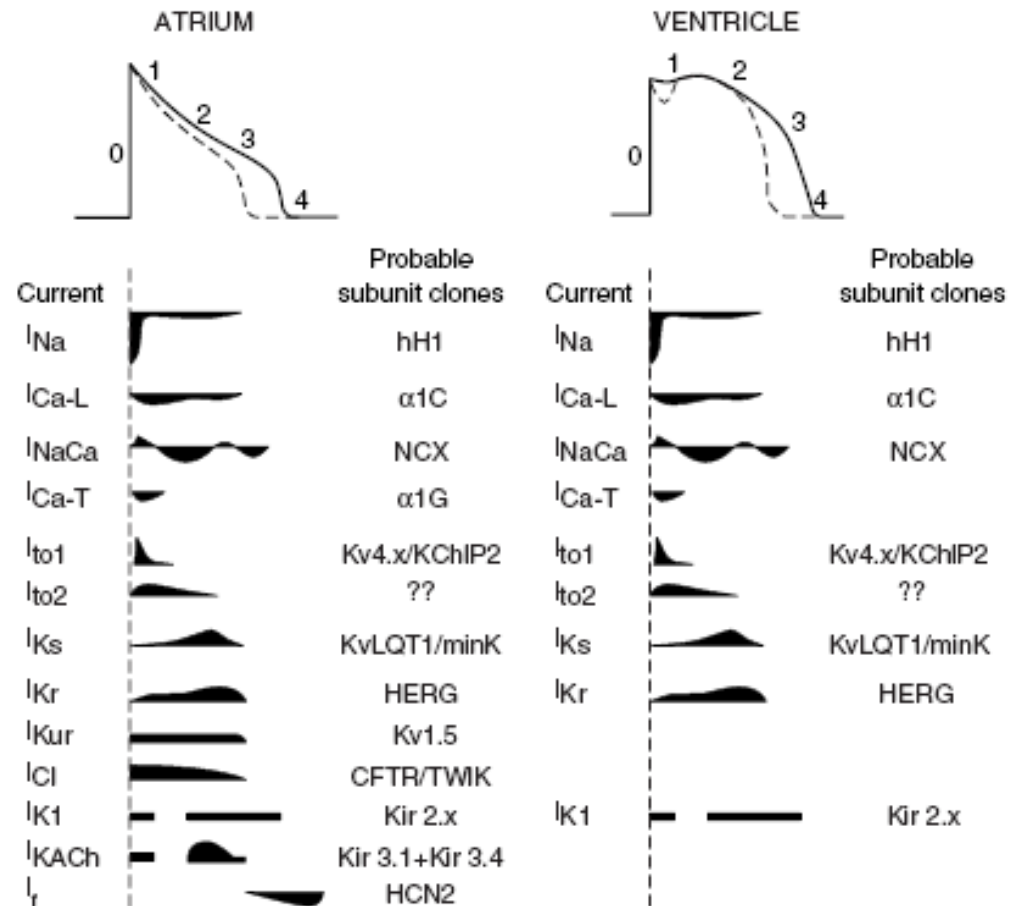 ATRIUM VENTRICLE
1 1 2
2 3 3
0 0
4 4
Probable Probable
Current subunit clones Current subunit clones
INa hH1 INa hH1
ICa-L α1C ICa-L α1C
INaCa NCX INaCa NCX
ICa-T α1G ICa-T
Ito1 Kv4.x/KChIP2 Ito1 Kv4.x/KChIP2
Ito2 ?? Ito2 ??
IKs KvLQT1/minK IKs KvLQT1/minK
IKr HERG IKr HERG
IKur Kv1.5
ICl CFTR/TWIK
IK1 Kir 2.x IK1 Kir 2.x
IKACh Kir 3.1+Kir 3.4
If HCN2